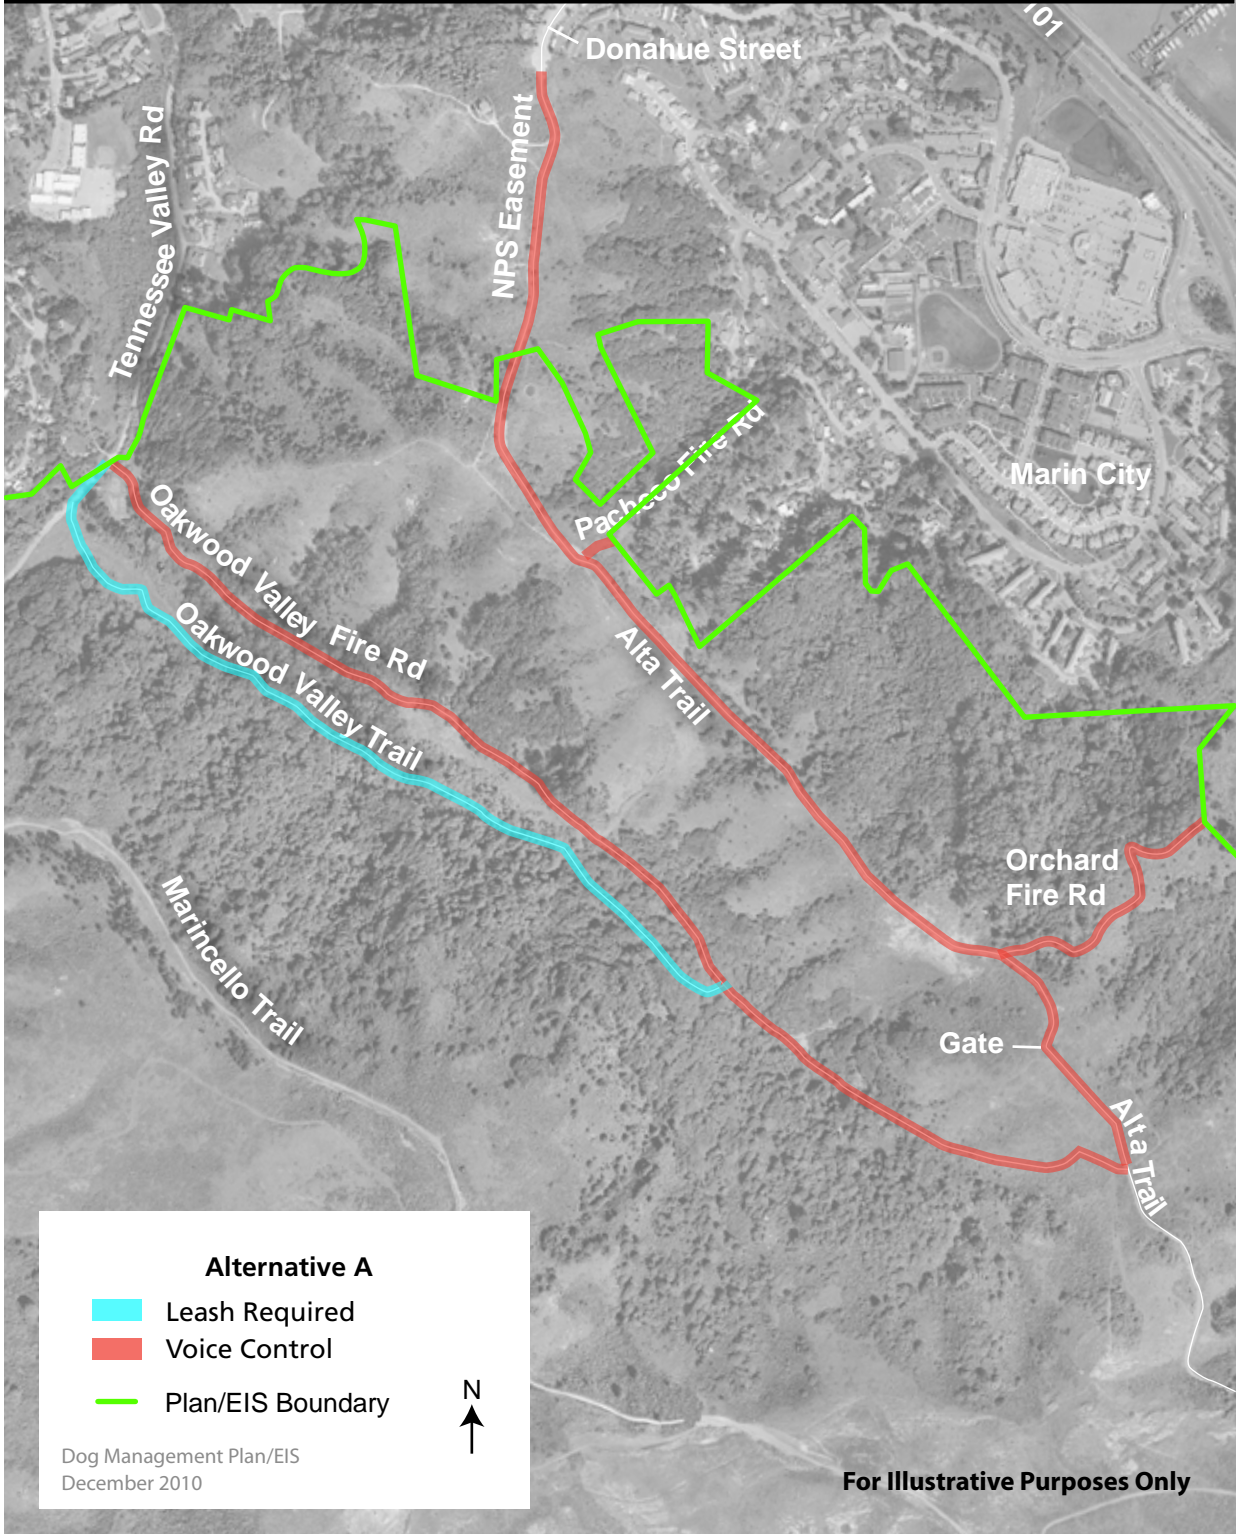 101
Donahue Street
Tennessee Valley Rd
NPS Easement
Pacheco Fire Rd
Marin City
Oakwood Valley Fire Rd
Oakwood Valley Trail
Alta Trail
Orchard
Fire Rd
Marincello Trail
Gate
Alta Trail
Alternative A
Leash Required
Voice Control
Plan/EIS Boundary
N
Dog Management Plan/EIS
December 2010
For Illustrative Purposes Only